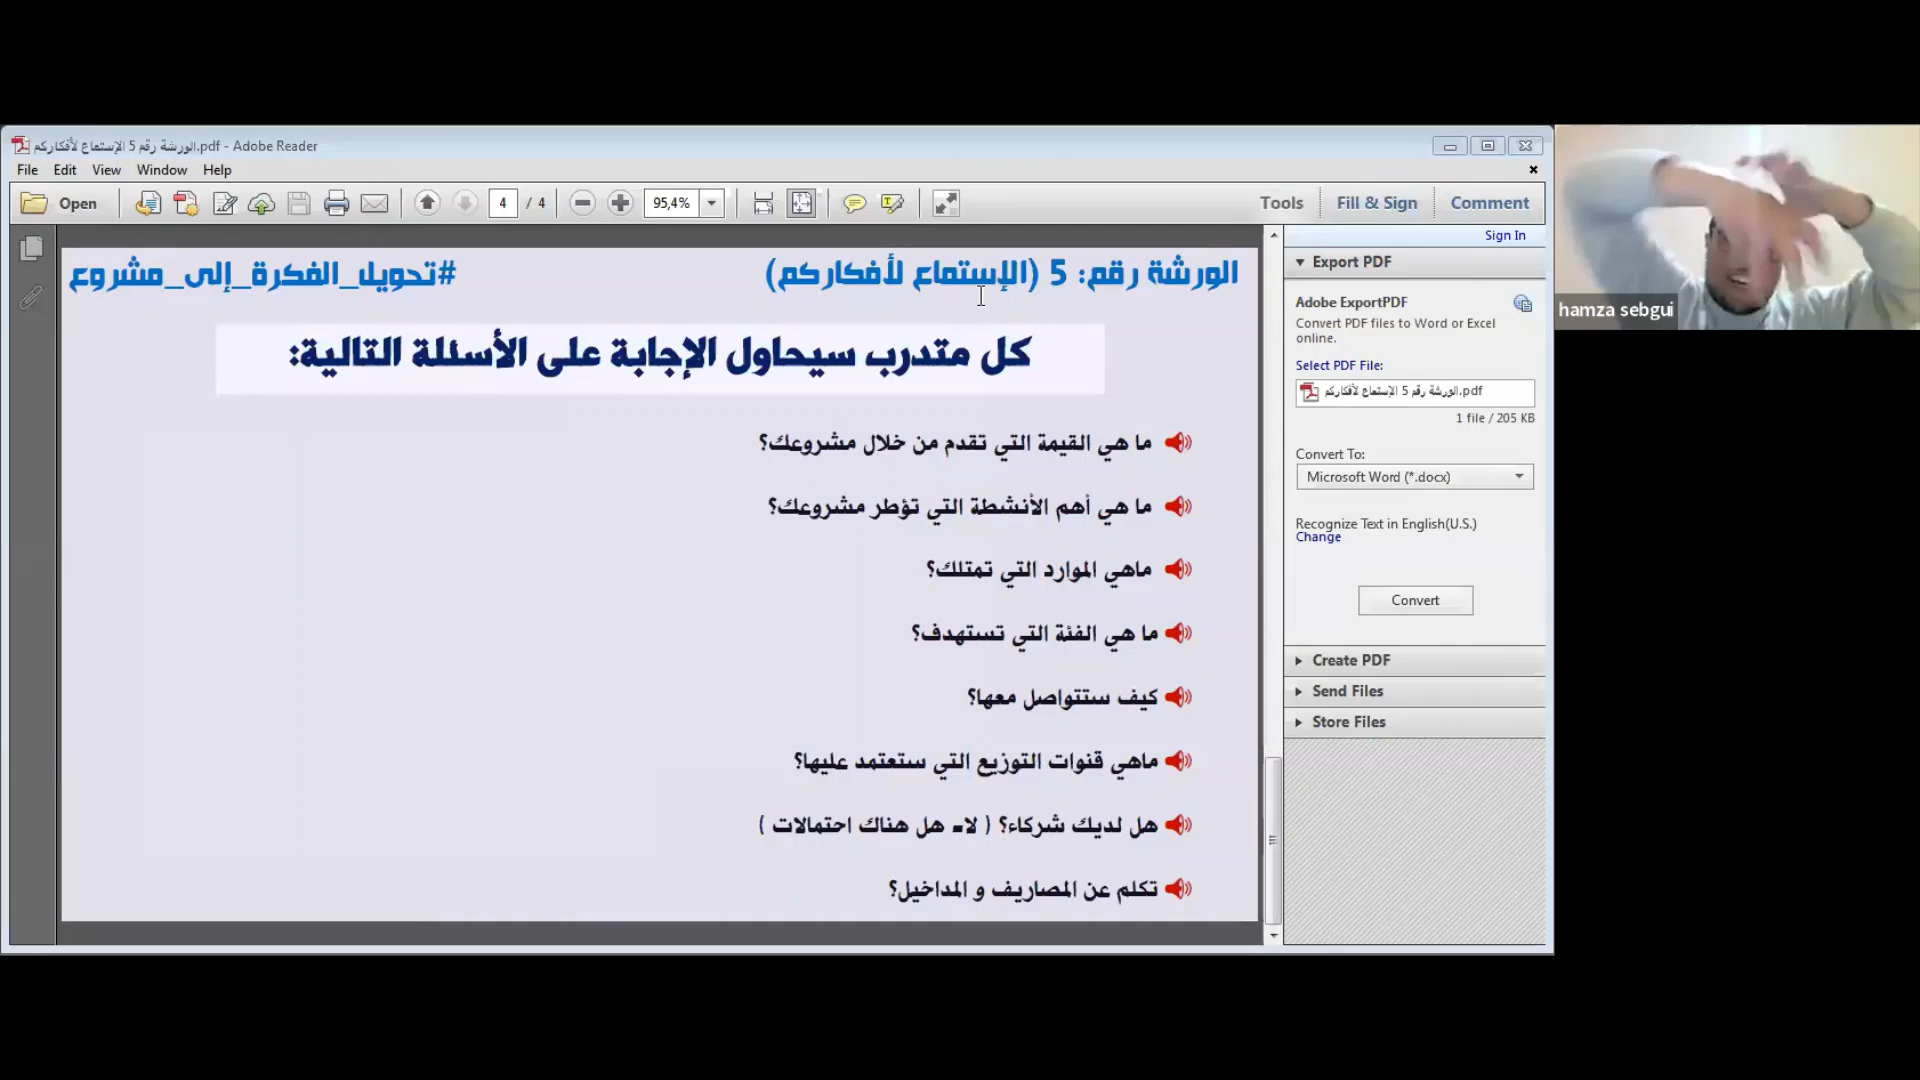 الورشة رقم 5 الإستماع لأفكاركم.pdf - Adobe Reader
File Edit View Window Help
Open 4 / 4 95,4% Tools Fill & Sign Comment
Sign In
الورشة رقم: 5 (الإستماع لأفكاركم) #تحويل_الفكرة_إلى_مشروع
كل متدرب سيحاول الإجابة على الأسئلة التالية:
ما هي القيمة التي تقدم من خلال مشروعك؟
ما هي أهم الأنشطة التي تؤطر مشروعك؟
ماهي الموارد التي تمتلك؟
ما هي الفئة التي تستهدف؟
كيف ستتواصل معها؟
ماهي قنوات التوزيع التي ستعتمد عليها؟
هل لديك شركاء؟ ( لا- هل هناك احتمالات )
تكلم عن المصاريف و المداخيل؟
Export PDF
Adobe ExportPDF
Convert PDF files to Word or Excel
online.
Select PDF File:
الورشة رقم 5 الإستماع لأفكاركم.pdf
1 file / 205 KB
Convert To:
Microsoft Word (*.docx)
Recognize Text in English(U.S.)
Change
Convert
Create PDF
Send Files
Store Files
hamza sebgui